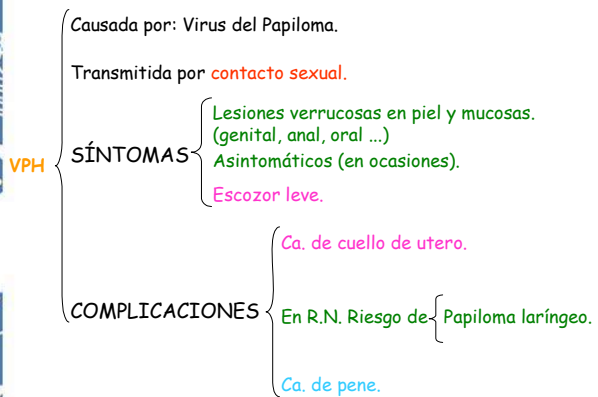 Causada por: Virus del Papiloma.
Transmitida por contacto sexual.
VPH
SÍNTOMAS
Lesiones verrucosas en piel y mucosas.
(genital, anal, oral ...)
Asintomáticos (en ocasiones).
Escozor leve.
COMPLICACIONES
Ca. de cuello de utero.
En R.N. Riesgo de
Papiloma laríngeo.
Ca. de pene.